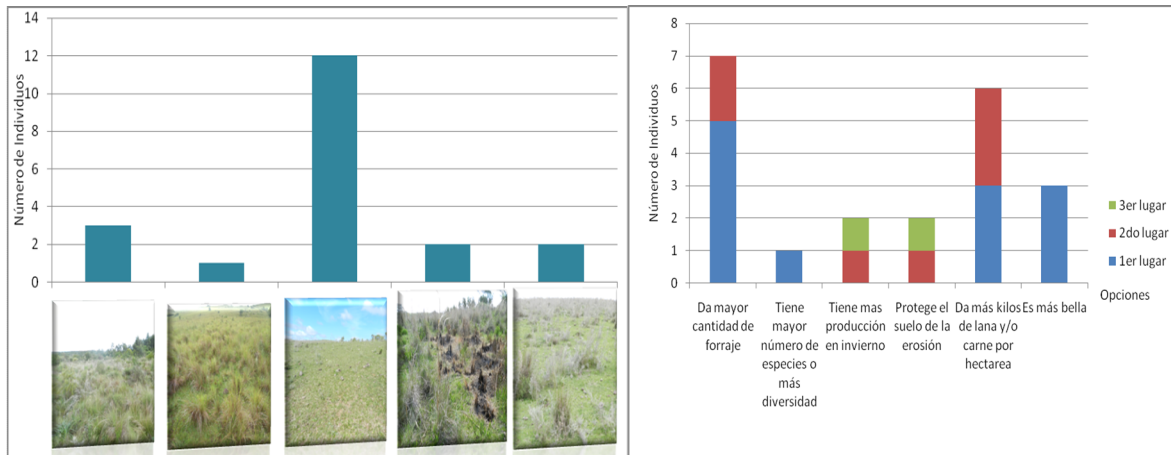 14
12
10
8
6
4
2
0
Número de Individuos
8
7
6
5
4
3
2
1
0
Número de Individuos
Da mayor
cantidad de
forraje
Tiene
mayor
número de
especies o
más
diversidad
Tiene mas
producción
en invierno
Protege el
suelo de la
erosión
Da más kilos
de lana y/o
carne por
hectarea
Es más bella
Opciones
3er lugar
2do lugar
1er lugar